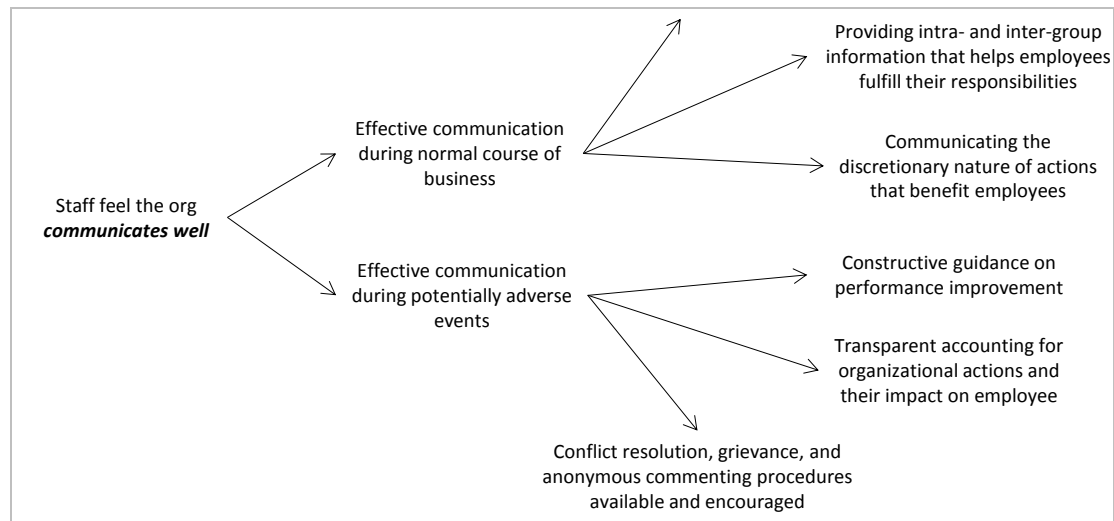 Providing intra- and inter-group
information that helps employees
fulfill their responsibilities
Effective communication
during normal course of
business
Communicating the
discretionary nature of actions
that benefit employees
Staff feel the org
communicates well
Effective communication
during potentially adverse
events
Constructive guidance on
performance improvement
Transparent accounting for
organizational actions and
their impact on employee
Conflict resolution, grievance, and
anonymous commenting procedures
available and encouraged